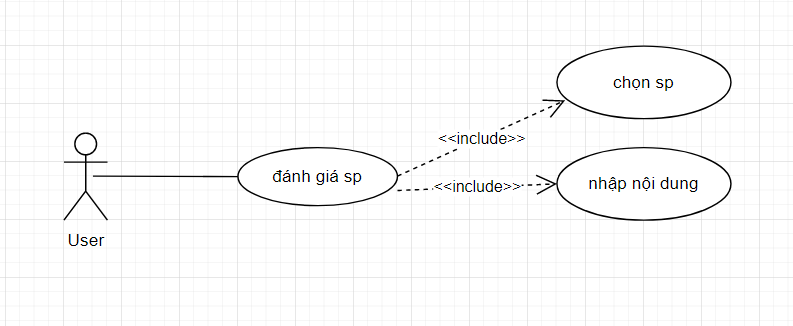 chọn sp
<<include>>
đánh giá sp
<<include>>
nhập nội dung
User